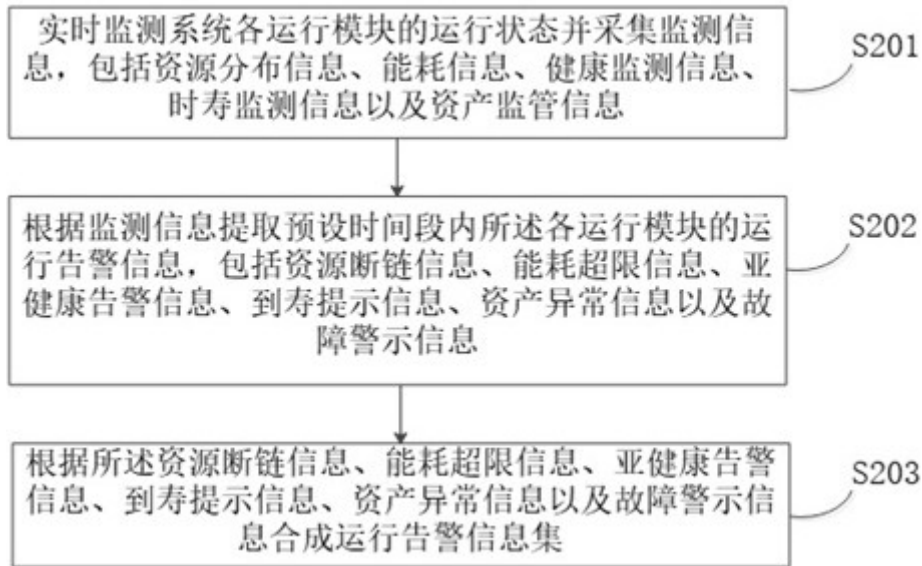 实时监测系统各运行模块的运行状态并采集监测信
息，包括资源分布信息、能耗信息、健康监测信息、
时寿监测信息以及资产监管信息
S201
根据监测信息提取预设时间段内所述各运行模块的运
行告警信息，包括资源断链信息、能耗超限信息、亚
健康告警信息、到寿提示信息、资产异常信息以及故
障警示信息
S202
根据所述资源断链信息、能耗超限信息、亚健康告警
信息、到寿提示信息、资产异常信息以及故障警示信
息合成运行告警信息集
S203